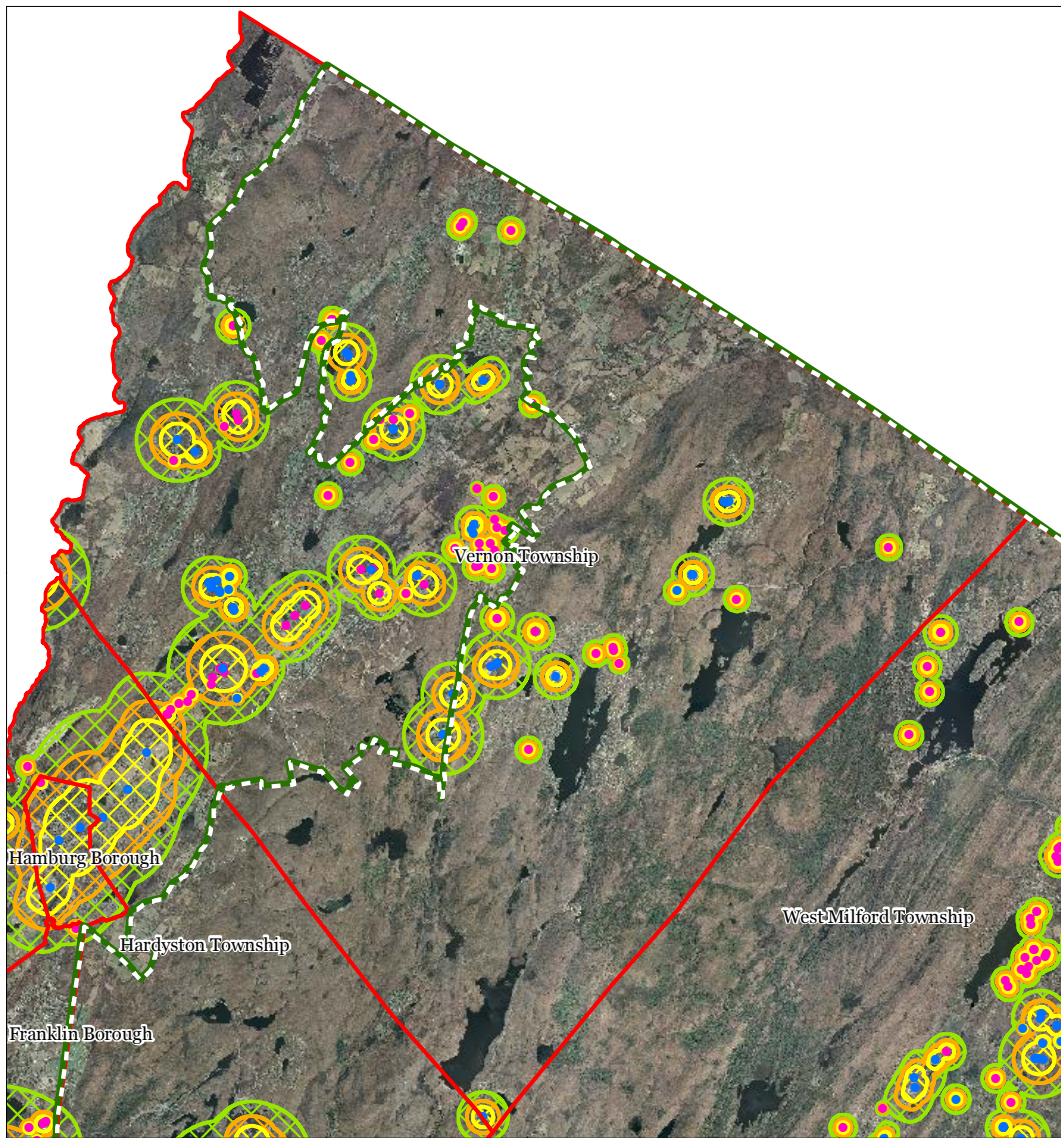 Vernon Township
Hamburg Borough
West Milford Township
Hardyston Township
Franklin Borough